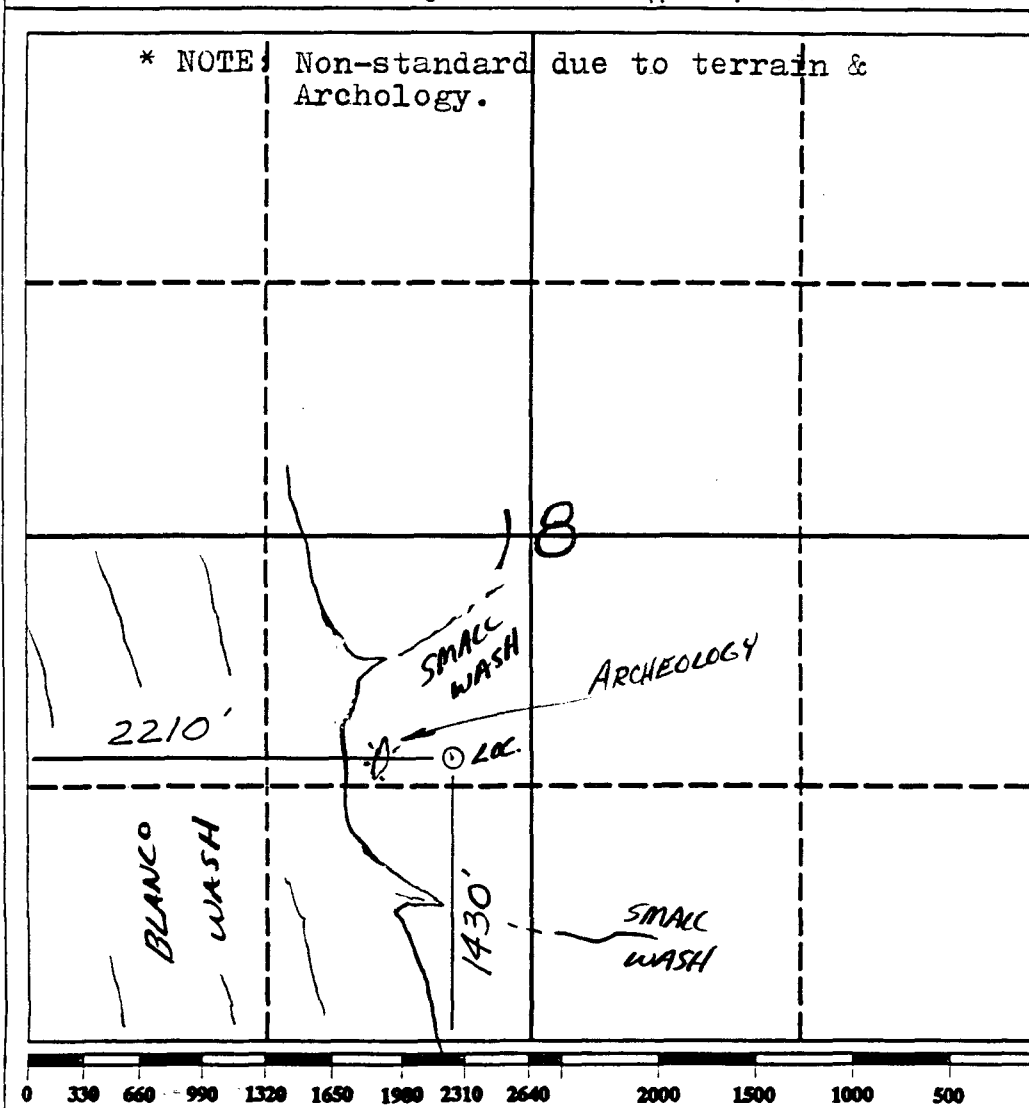 * NOTE: Non-standard due to terrain &
Archology.
8
SMALL
WASH
ARCHEOLOGY
2210'
LOC.
BLANCO
WASH
1430'
SMALL
WASH
0 330 660 990 1320 1650 1980 2310 2640 2000 1500 1000 500